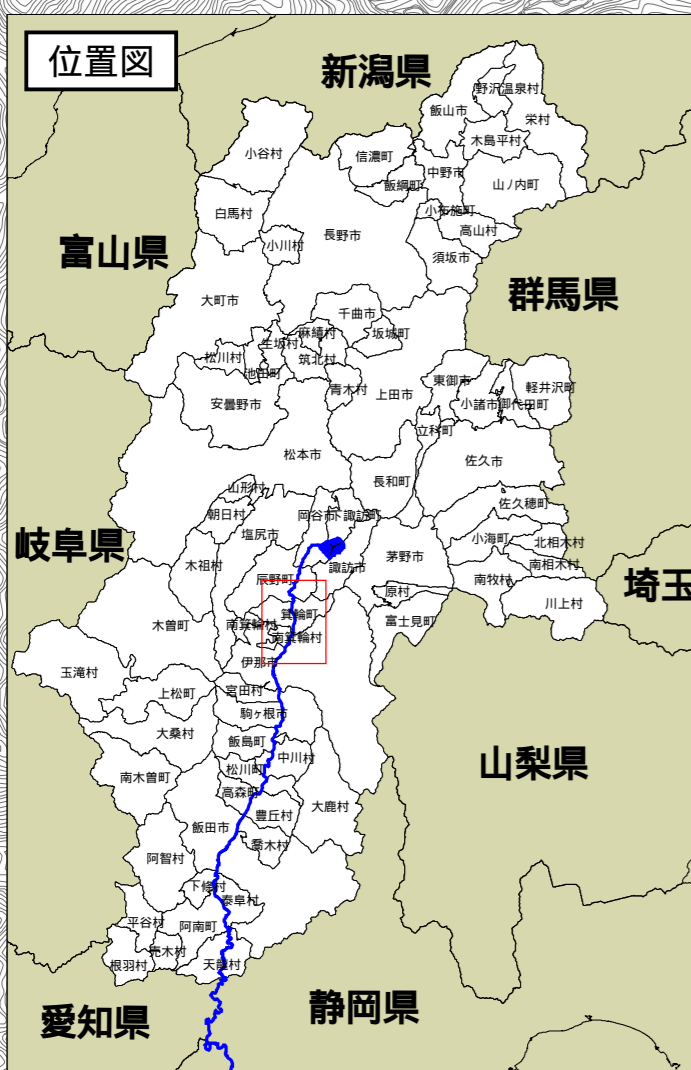 位置図
新潟県
野沢温泉村
飯山市
栄村
木島平村
小谷村
信濃町
飯綱町
中野市
山ノ内町
小布施町
白馬村
高山村
長野市
小川村
須坂市
富山県
群馬県
大町市
千曲市
麻績村
坂城町
生坂村
松川村
筑北村
池田町
青木村
東御市
軽井沢町
安曇野市
上田市
小諸市
御代田町
立科町
松本市
佐久市
長和町
山形村
佐久穂町
朝日村
岡谷市
下諏訪町
塩尻市
小海町
北相木村
岐阜県
茅野市
諏訪市
木祖村
南相木村
辰野町
南牧村
埼玉
原村
川上村
箕輪町
富士見町
木曽町
南箕輪村
南箕輪村
伊那市
玉滝村
宮田村
上松町
駒ヶ根市
大桑村
飯島町
中川村
山梨県
松川町
南木曽町
高森町
大鹿村
豊丘村
飯田市
喬木村
阿智村
下條村
泰阜村
平谷村
阿南町
売木村
根羽村
天龍村
静岡県
愛知県